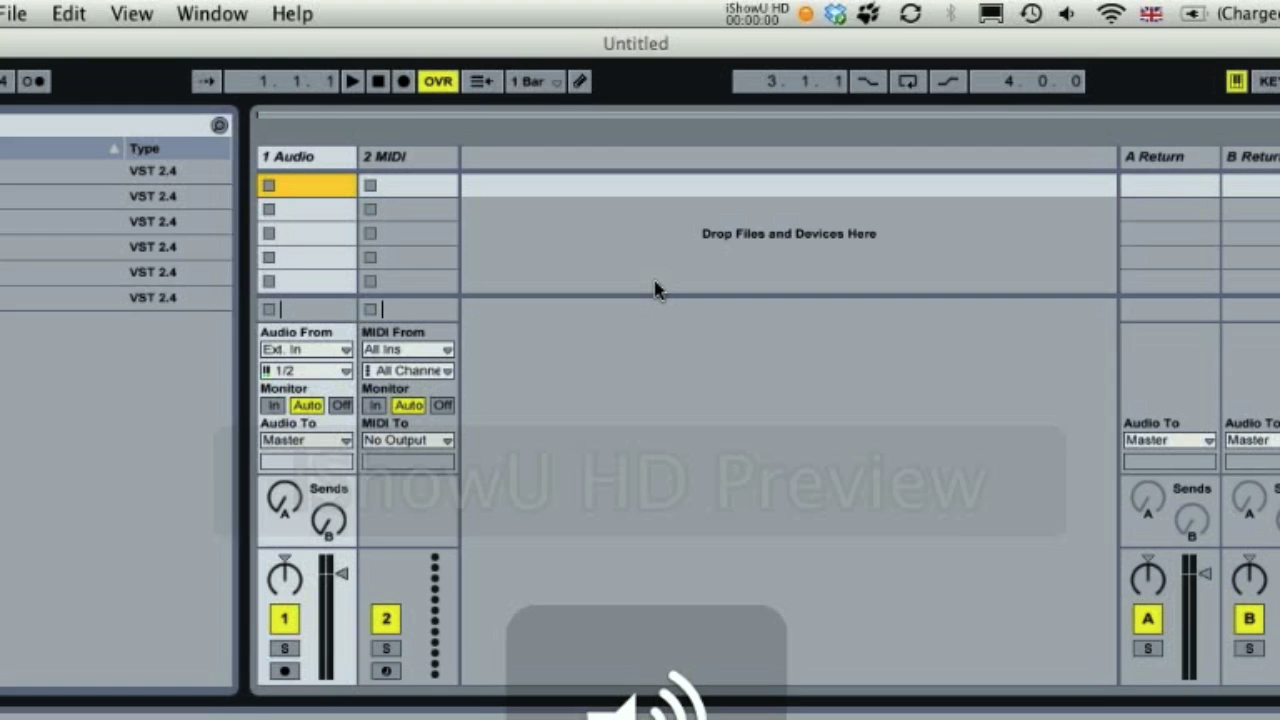 File Edit View Window Help iShowU HD 00:00:00 (Charge
Untitled
4 1. 1. 1 OVR 1 Bar 3. 1. 1 4. 0. 0 KE
Type
VST 2.4
VST 2.4
VST 2.4
VST 2.4
VST 2.4
VST 2.4
1 Audio 2 MIDI A Return B Retur
Drop Files and Devices Here
Audio From MIDI From
Ext. In All Ins
1/2 All Channe
Monitor Monitor
In Auto Off In Auto Off
Audio To MIDI To Audio To Audio To
Master No Output Master Master
iShowU HD Preview
Sends Sends S
A B A B A
1 2 A B
S S S S